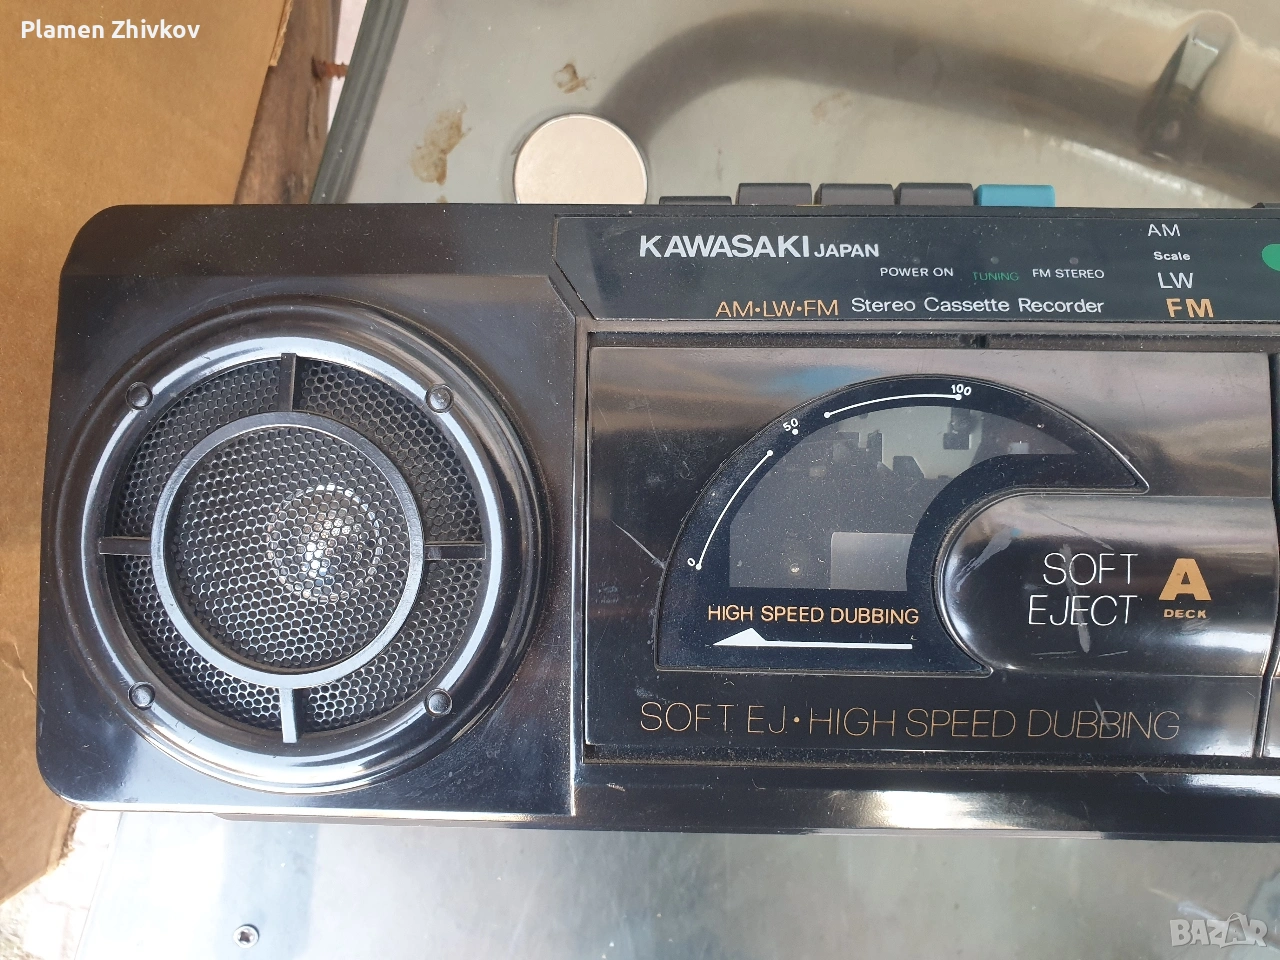 Plamen Zhivkov
KAWASAKI JAPAN
POWER ON TUNING FM STEREO
AM•LW•FM Stereo Cassette Recorder
AM
Scale
LW
FM
0 50 100
HIGH SPEED DUBBING
SOFT EJECT
A DECK
SOFT EJ•HIGH SPEED DUBBING
BAZAR